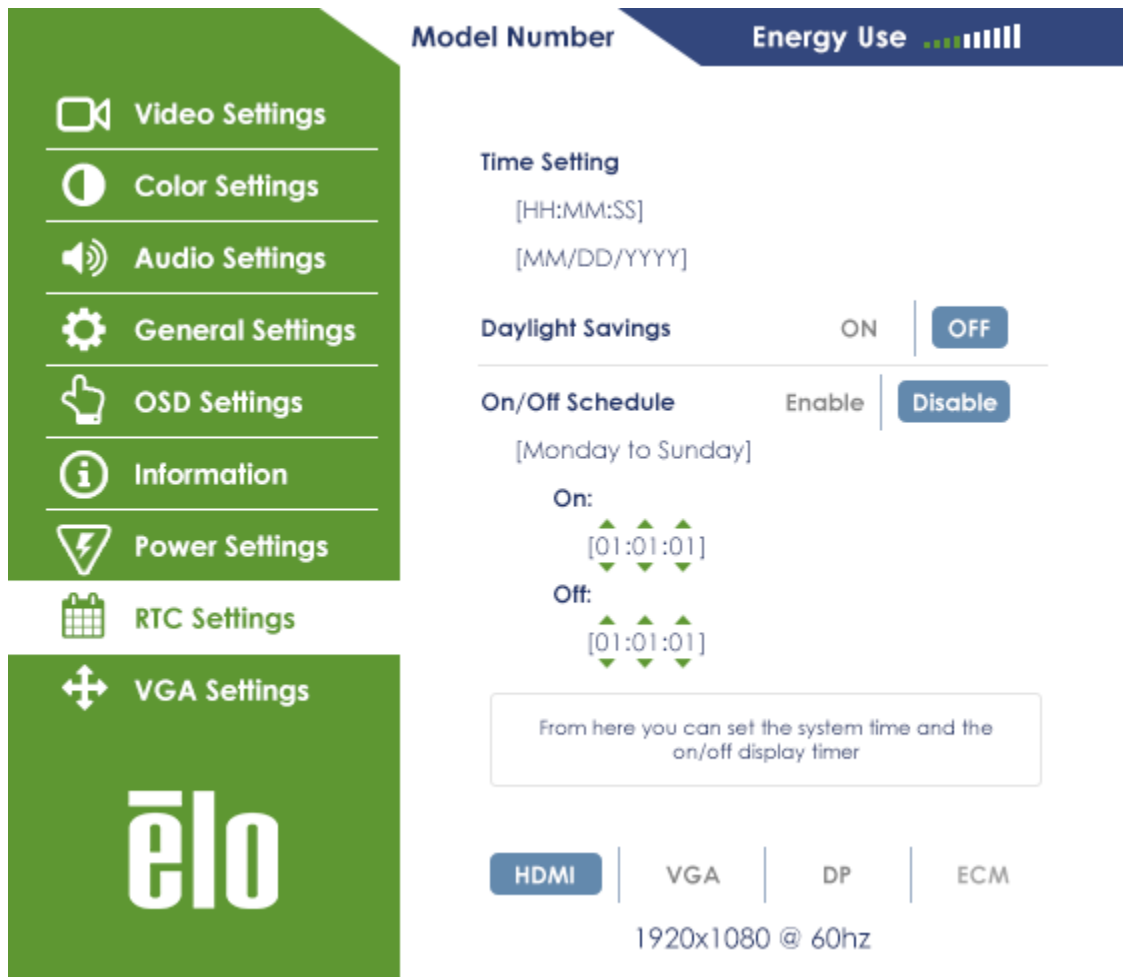 Model Number
Energy Use
Video Settings
Color Settings
Audio Settings
General Settings
OSD Settings
Information
Power Settings
RTC Settings
VGA Settings
ēlo
Time Setting
[HH:MM:SS]
[MM/DD/YYYY]
Daylight Savings ON OFF
On/Off Schedule Enable Disable
[Monday to Sunday]
On:
[01:01:01]
Off:
[01:01:01]
From here you can set the system time and the
on/off display timer
HDMI VGA DP ECM
1920x1080 @ 60hz